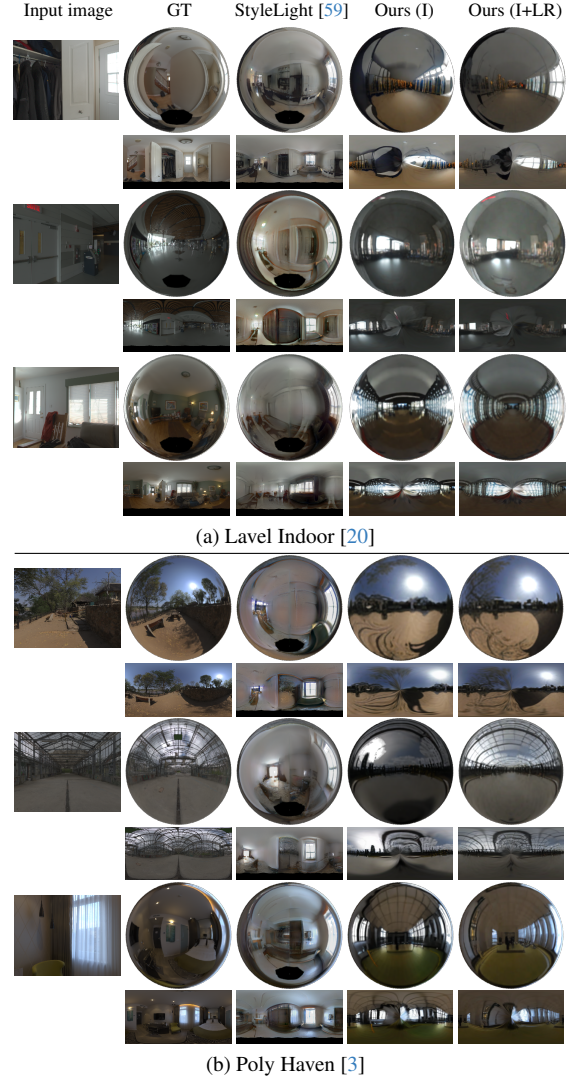 Input image GT StyleLight [59] Ours (I) Ours (I+LR)
(a) Lavel Indoor [20]
(b) Poly Haven [3]